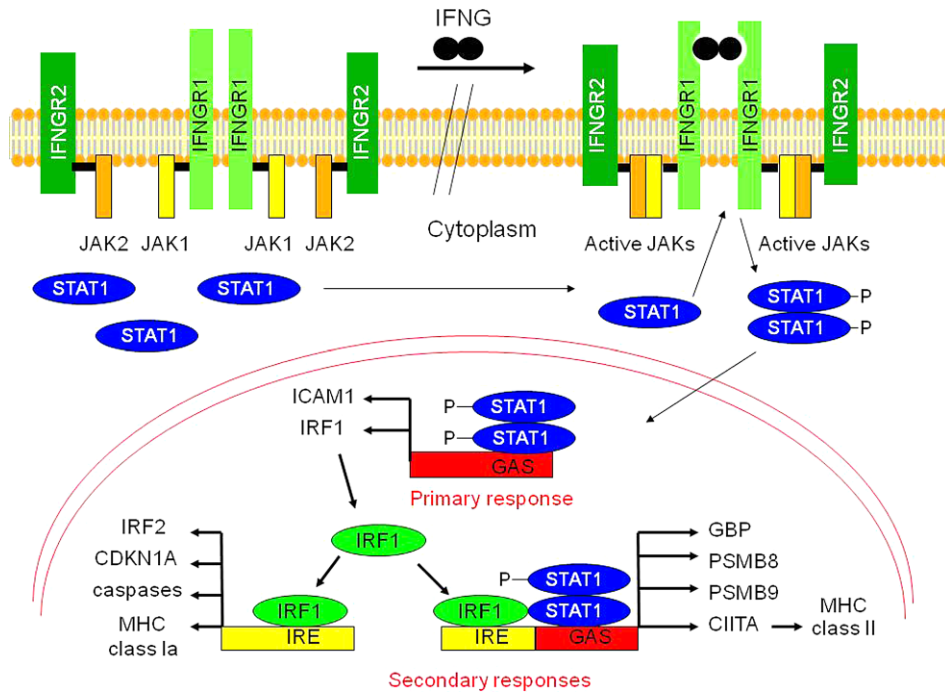 IFNG
IFNGR2
IFNGR1
IFNGR1
IFNGR2
IFNGR2
IFNGR1
IFNGR1
IFNGR2
JAK2
JAK1
JAK1
JAK2
Cytoplasm
Active JAKs
Active JAKs
STAT1
STAT1
STAT1
STAT1
STAT1
P
STAT1
P
ICAM1
P
STAT1
IRF1
P
STAT1
GAS
Primary response
IRF2
CDKN1A
caspases
MHC
class Ia
IRF1
IRF1
IRE
P
STAT1
IRF1
STAT1
IRE
GAS
GBP
PSMB8
PSMB9
CIITA
MHC
class II
Secondary responses